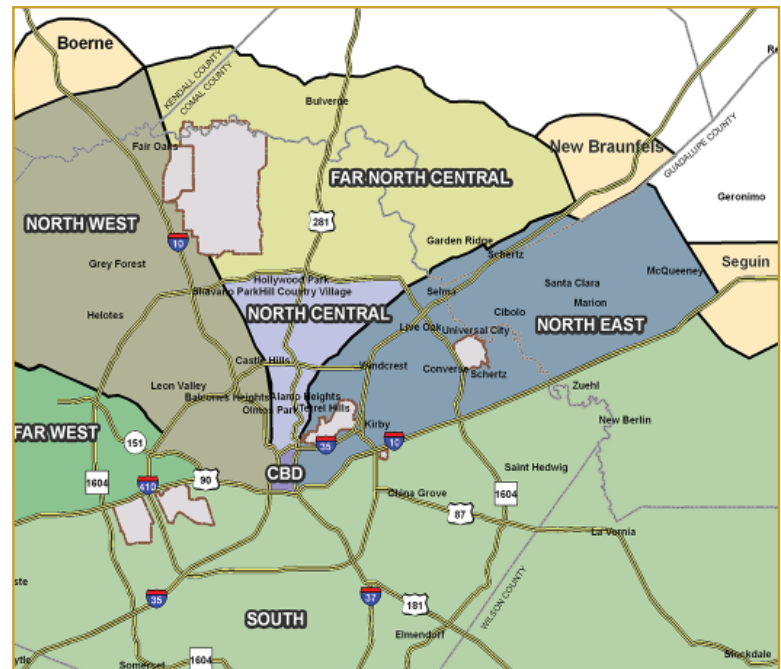 Boerne
KENDALL COUNTY
COMAL COUNTY
Bulverde
Fair Oaks
New Braunfels
GUADALUPE COUNTY
FAR NORTH CENTRAL
Geronimo
NORTH WEST
281
10
Garden Ridge
Schertz
Seguin
Grey Forest
McQueeney
Hollywood Park
Santa Clara
Shavano Park
Hill Country Village
Selma
Marion
Helotes
NORTH CENTRAL
Cibolo
Live Oak
Universal City
NORTH EAST
Castle Hills
Windcrest
Converse
Schertz
Leon Valley
Zuehl
Balcones Heights
Alamo Heights
Olmos Park
Terrel Hills
New Berlin
Kirby
FAR WEST
151
35
10
Saint Hedwig
CBD
90
1604
410
China Grove
1604
87
La Vernia
WILSON COUNTY
35
37
181
SOUTH
Elmendorf
Stockdale
Somerset
1604